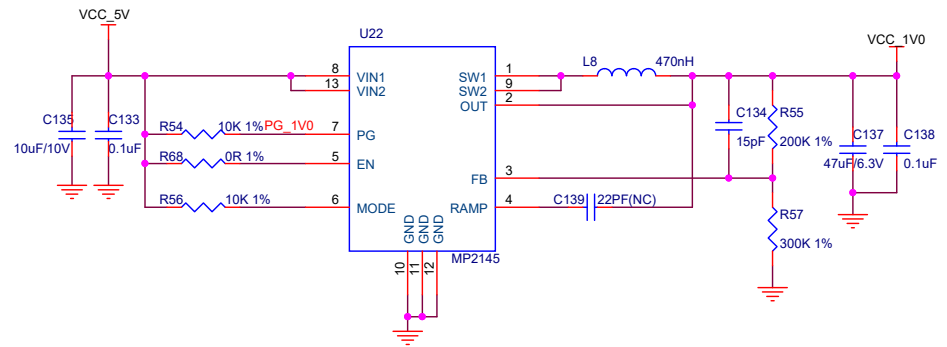 VCC_5V
U22
VCC_1V0
8
VIN1
SW1
1
L8
470nH
13
VIN2
SW2
9
OUT
2
C135
C133
R54
10K 1%
PG_1V0
7
PG
C134
R55
C137
C138
10uF/10V
0.1uF
15pF
200K 1%
47uF/6.3V
0.1uF
R68
0R 1%
5
EN
FB
3
R56
10K 1%
6
MODE
RAMP
4
C139
22PF(NC)
R57
GND
GND
GND
300K 1%
10
11
12
MP2145